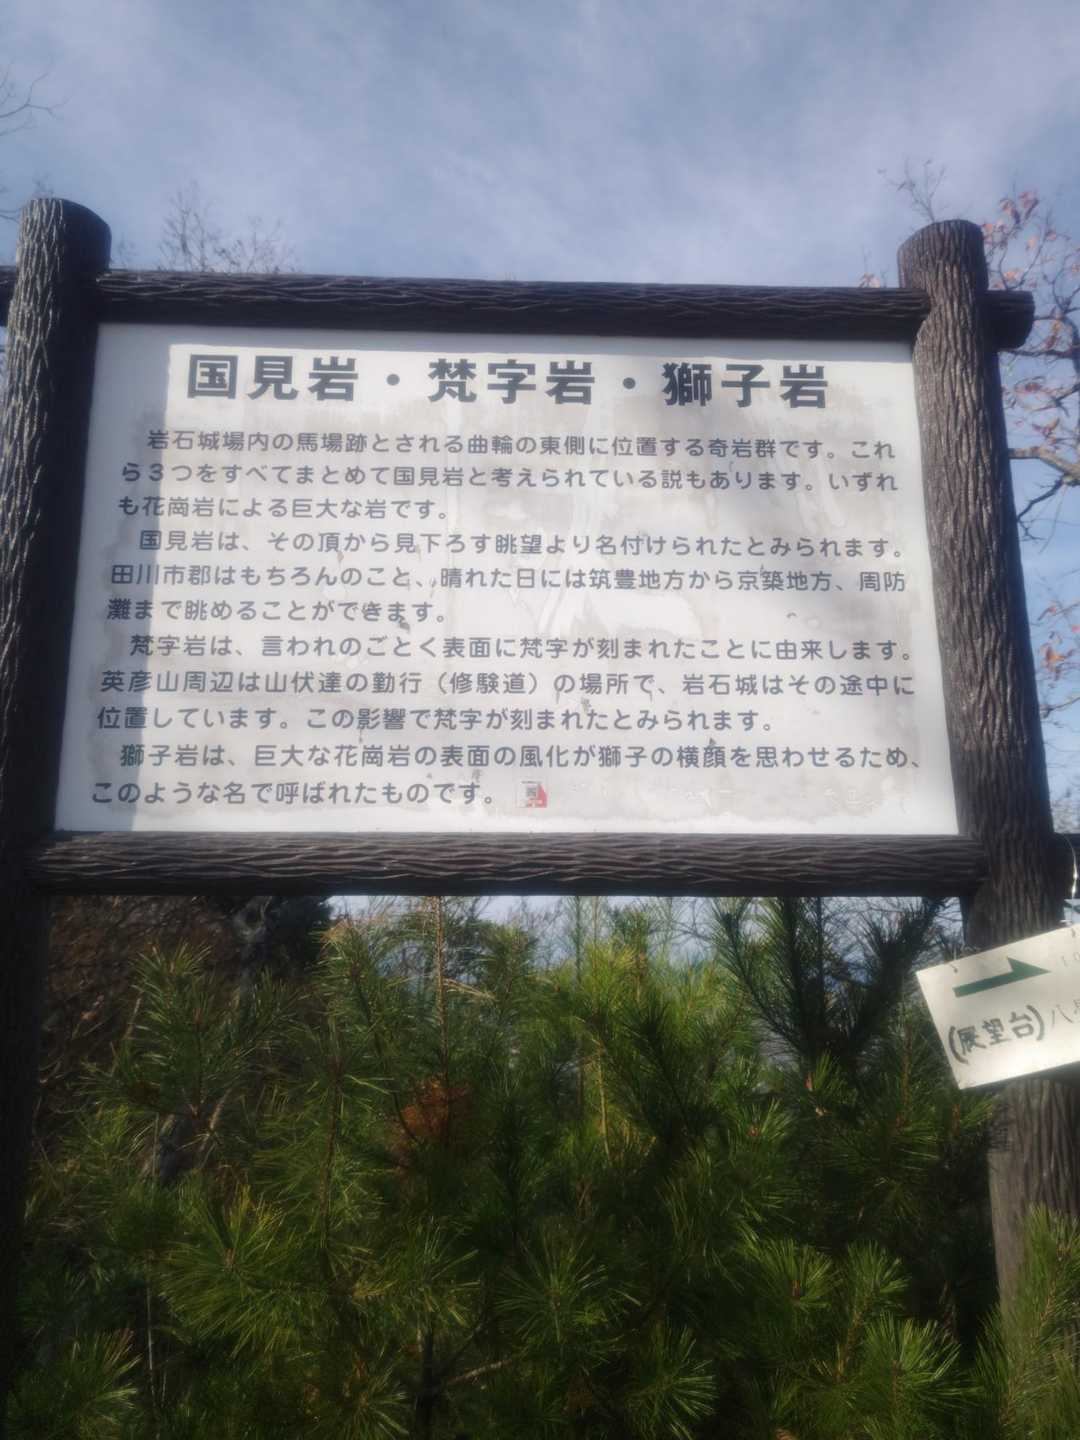 国見岩・梵字岩・獅子岩
岩石城場内の馬場跡とされる曲輪の東側に位置する奇岩群です。これ
ら３つをすべてまとめて国見岩と考えられている説もあります。いずれ
も花崗岩による巨大な岩です。
国見岩は、その頂から見下ろす眺望より名付けられたとみられます。
田川市郡はもちろんのこと、晴れた日には筑豊地方から京築地方、周防
灘まで眺めることができます。
梵字岩は、言われのごとく表面に梵字が刻まれたことに由来します。
英彦山周辺は山伏達の勤行（修験道）の場所で、岩石城はその途中に
位置しています。この影響で梵字が刻まれたとみられます。
獅子岩は、巨大な花崗岩の表面の風化が獅子の横顔を思わせるため、
このような名で呼ばれたものです。
(展望台)八